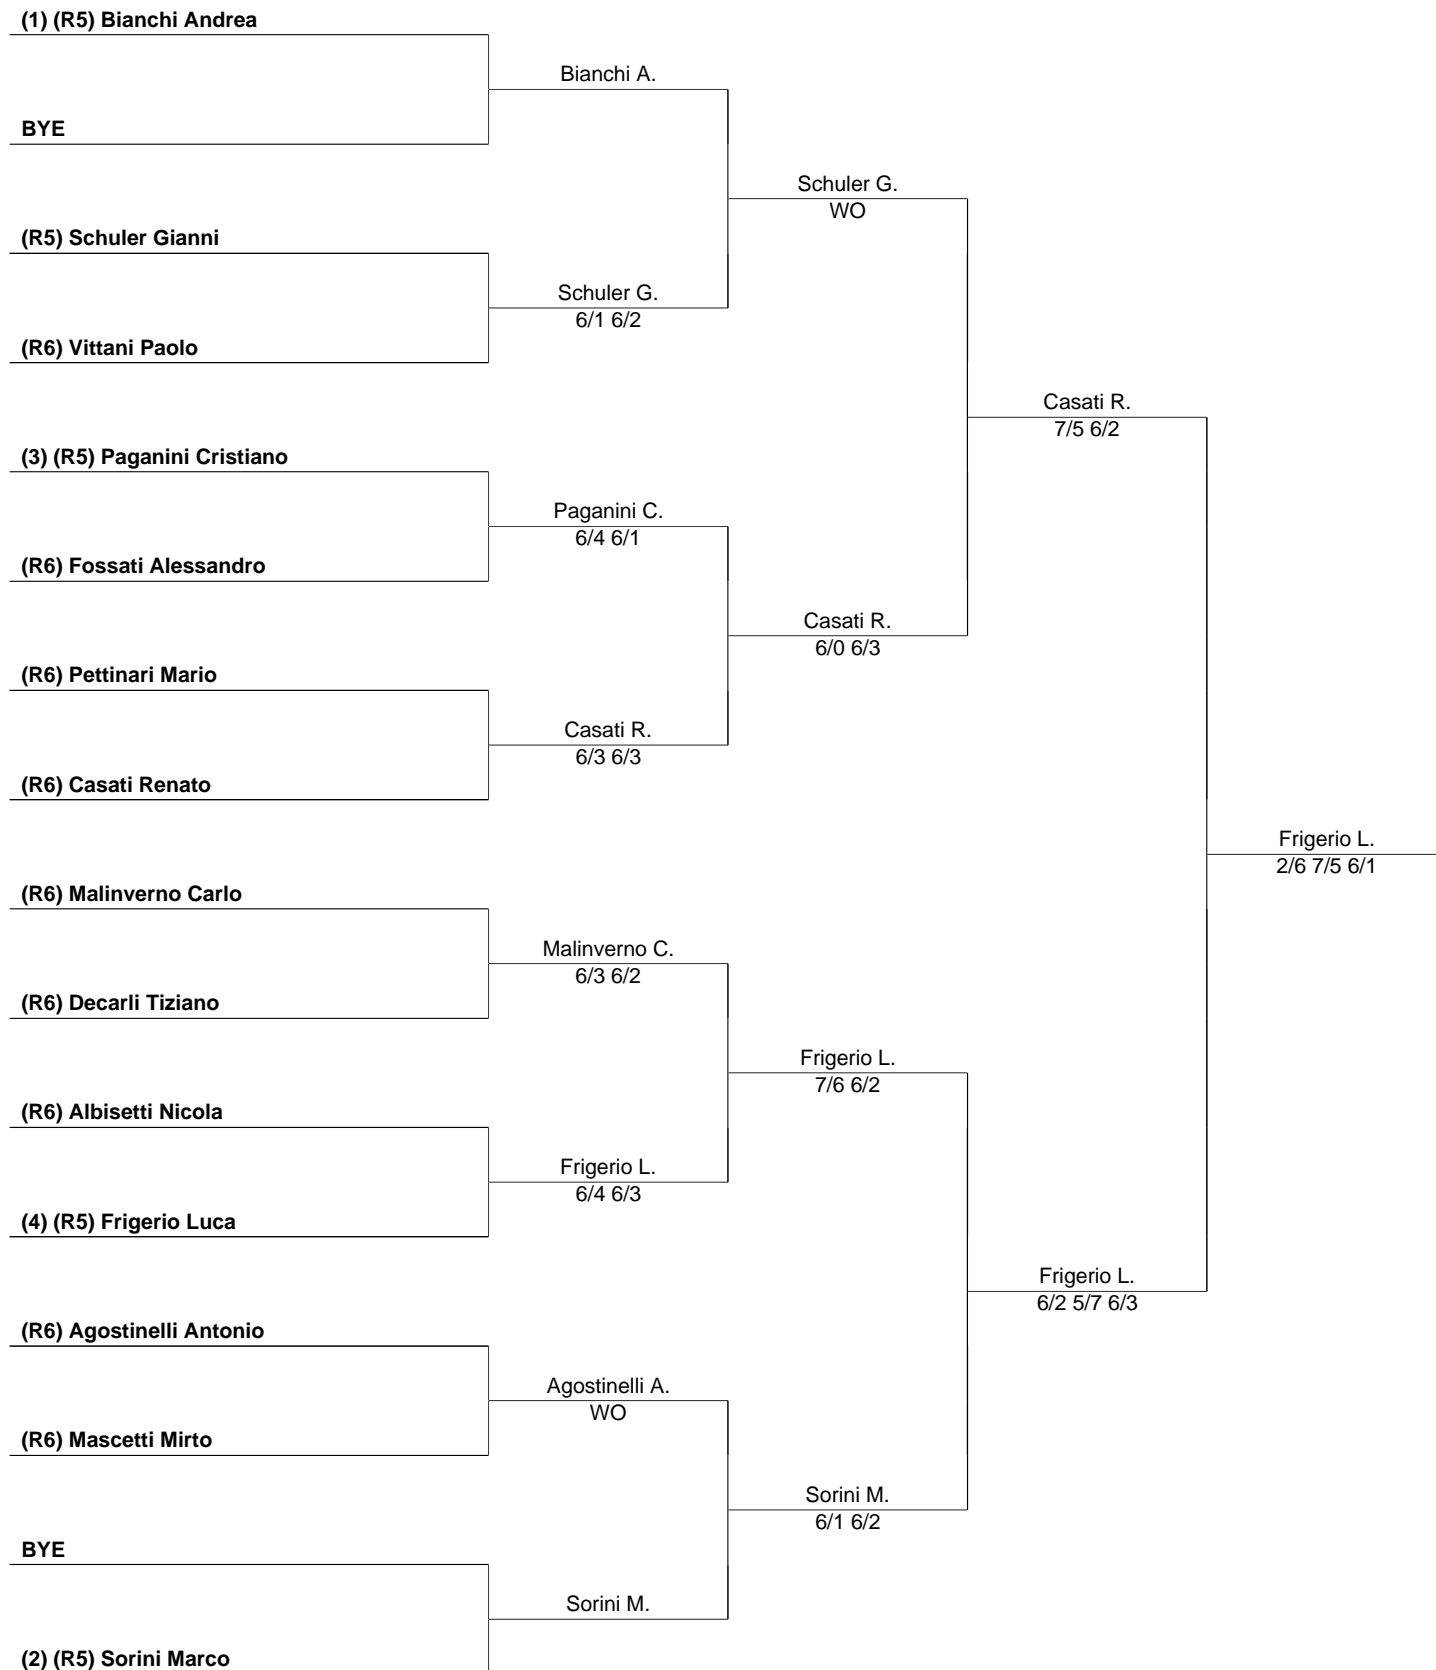 (1) (R5) Bianchi Andrea
Bianchi A.
BYE
Schuler G.
WO
(R5) Schuler Gianni
Schuler G.
6/1 6/2
(R6) Vittani Paolo
Casati R.
7/5 6/2
(3) (R5) Paganini Cristiano
Paganini C.
6/4 6/1
(R6) Fossati Alessandro
Casati R.
6/0 6/3
(R6) Pettinari Mario
Casati R.
6/3 6/3
(R6) Casati Renato
Frigerio L.
2/6 7/5 6/1
(R6) Malinverno Carlo
Malinverno C.
6/3 6/2
(R6) Decarli Tiziano
Frigerio L.
7/6 6/2
(R6) Albisetti Nicola
Frigerio L.
6/4 6/3
(4) (R5) Frigerio Luca
Frigerio L.
6/2 5/7 6/3
(R6) Agostinelli Antonio
Agostinelli A.
WO
(R6) Mascetti Mirto
Sorini M.
6/1 6/2
BYE
Sorini M.
(2) (R5) Sorini Marco